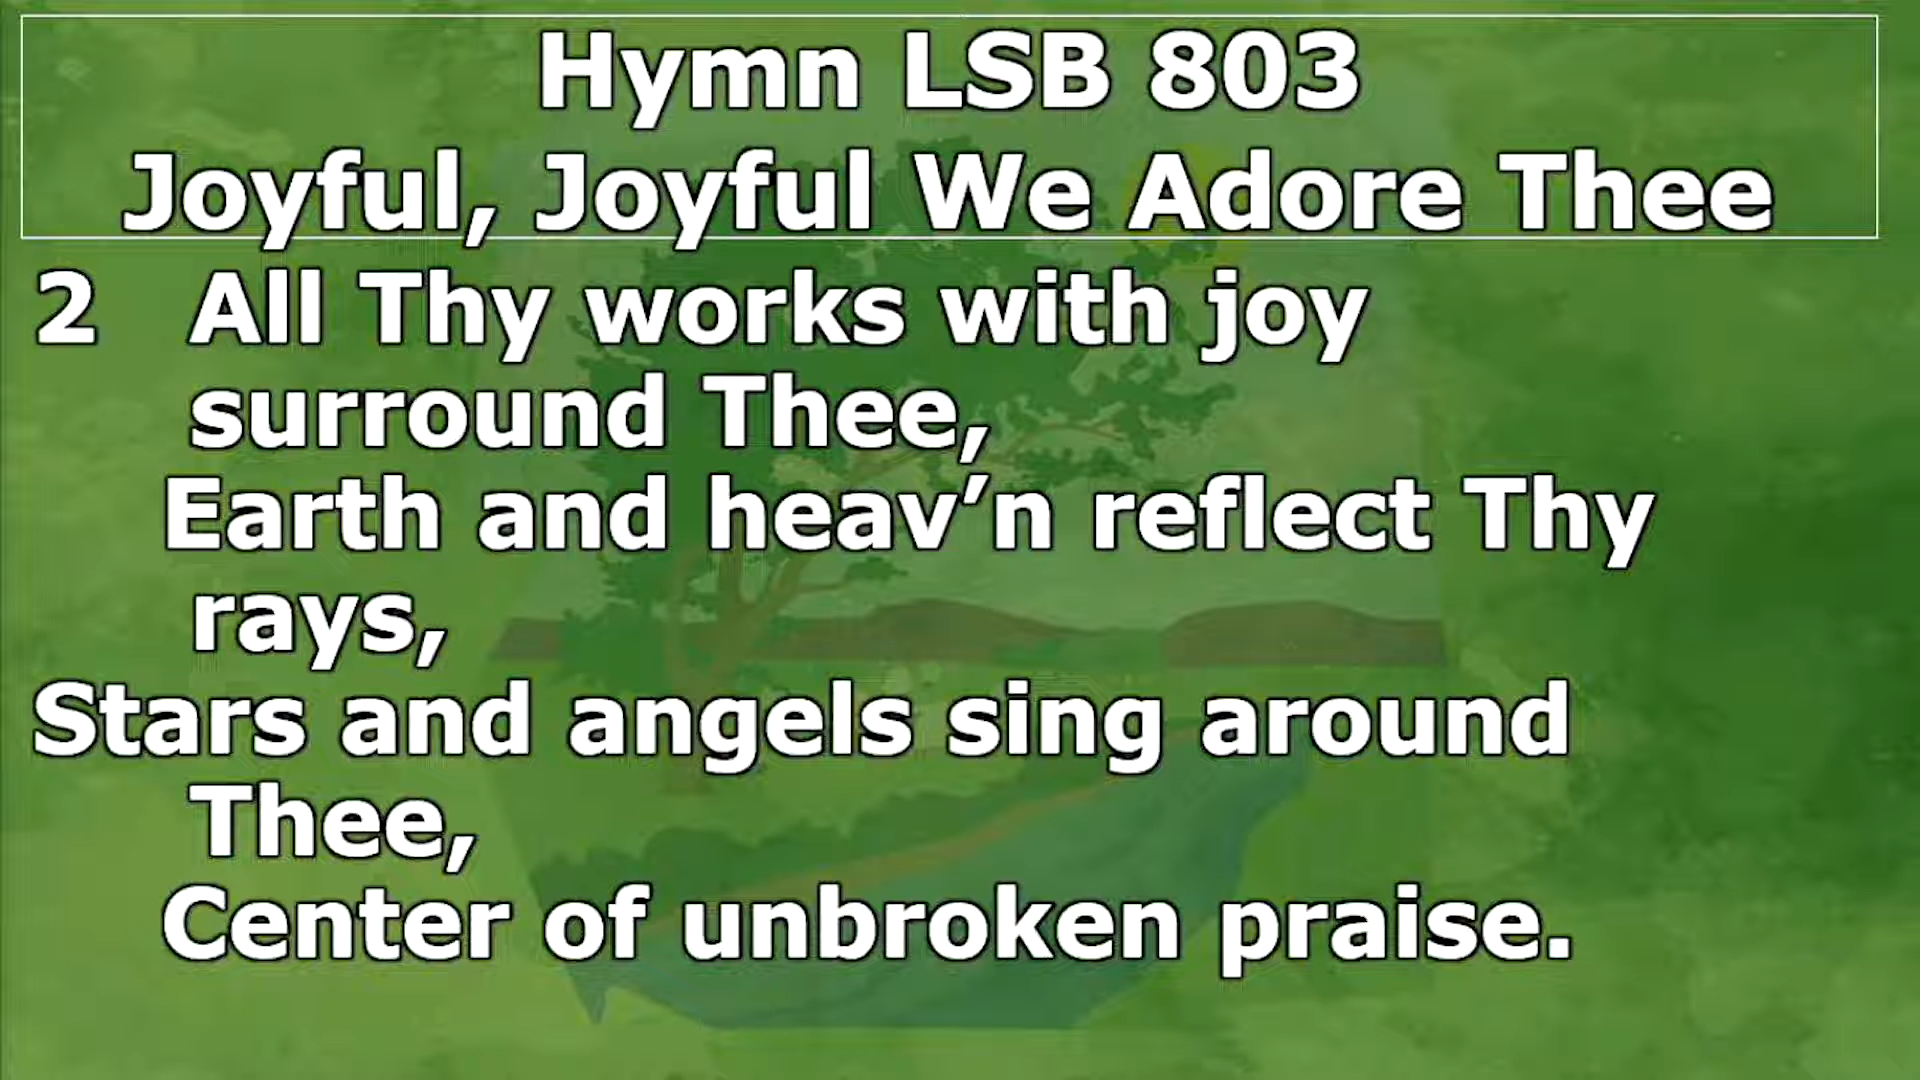 Hymn LSB 803
Joyful, Joyful We Adore Thee
2 All Thy works with joy
surround Thee,
Earth and heav’n reflect Thy
rays,
Stars and angels sing around
Thee,
Center of unbroken praise.